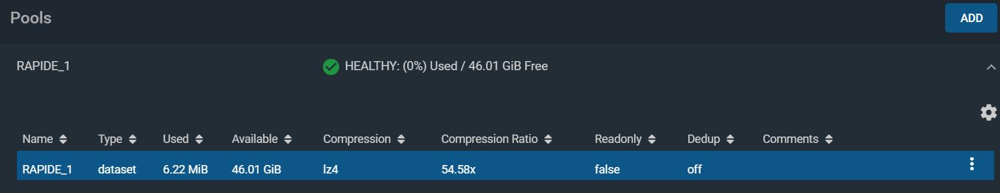 Pools
ADD
RAPIDE_1 HEALTHY: (0%) Used / 46.01 GiB Free
Name Type Used Available Compression Compression Ratio Readonly Dedup Comments
RAPIDE_1 dataset 6.22 MiB 46.01 GiB lz4 54.58x false off